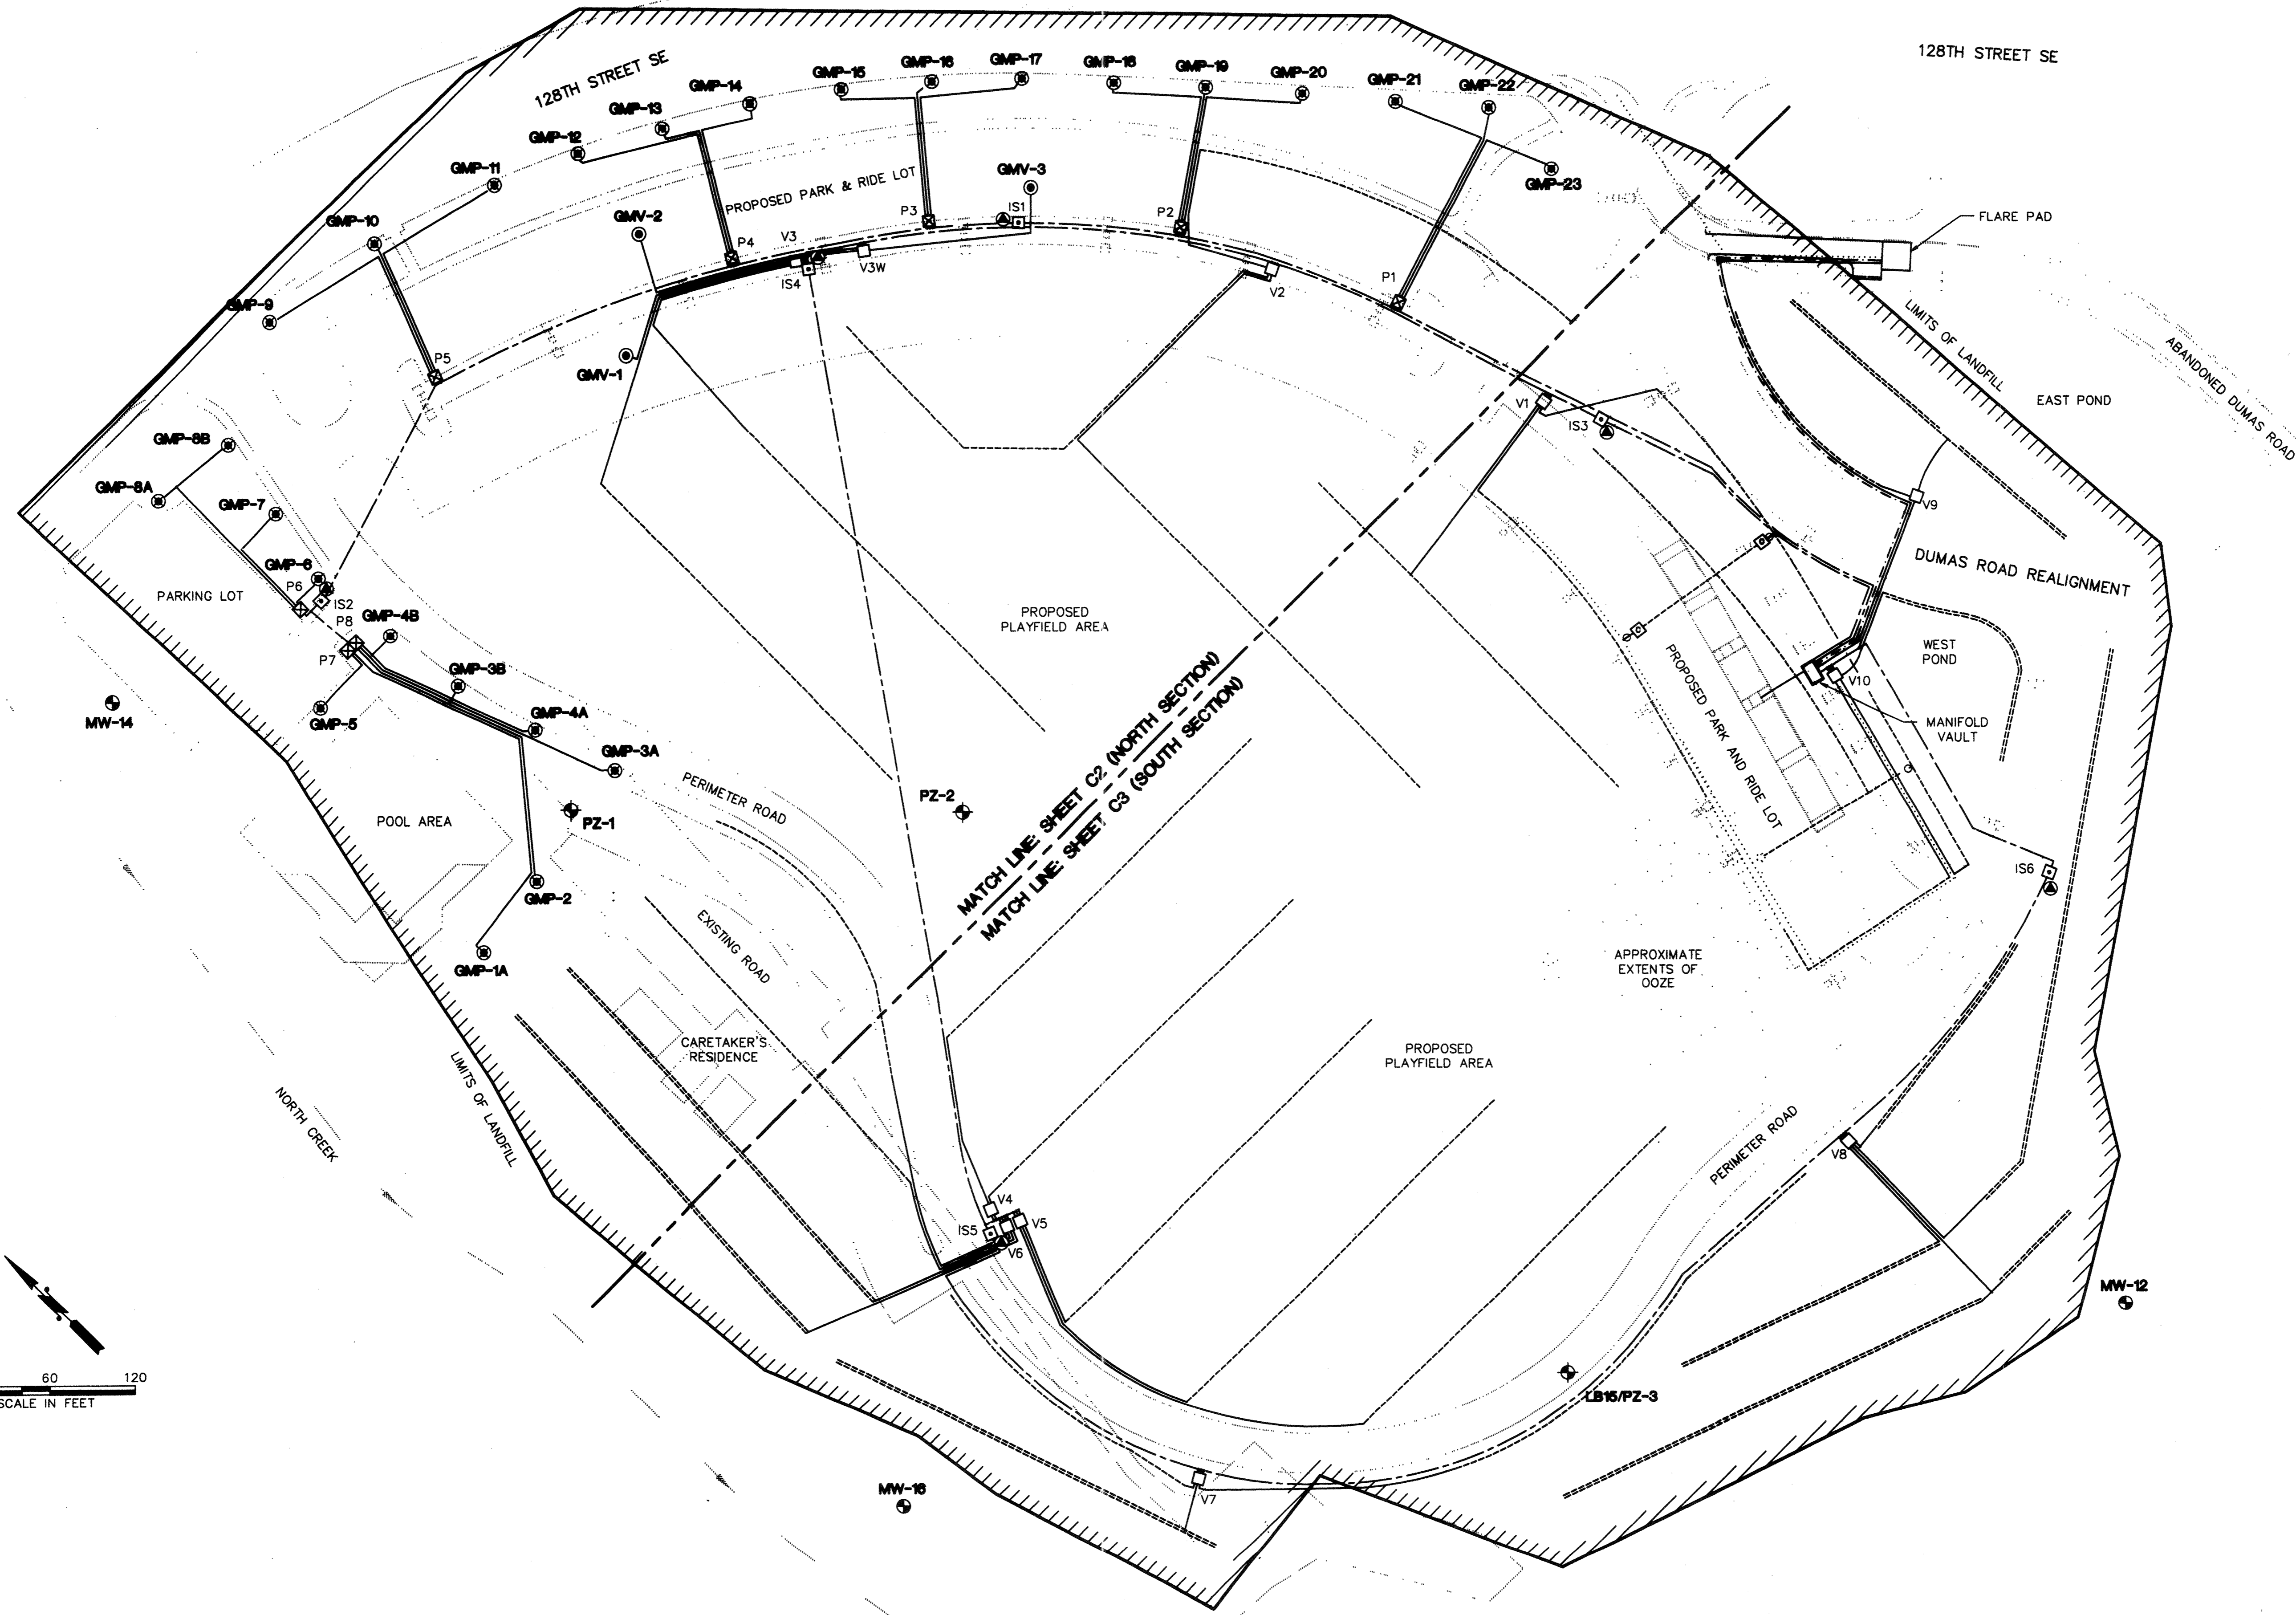 128TH STREET SE
128TH STREET SE
GMP-14
GMP-15
GMP-16
GMP-17
GMP-18
GMP-19
GMP-20
GMP-21
GMP-22
GMP-13
GMP-12
GMP-11
GMP-10
GMP-9
GMP-23
GMV-3
GMV-2
GMV-1
PROPOSED PARK & RIDE LOT
P3
IS1
P2
P4
V3
V3W
IS4
V2
P1
P5
FLARE PAD
LIMITS OF LANDFILL
ABANDONED DUMAS ROAD
EAST POND
V1
IS3
V9
DUMAS ROAD REALIGNMENT
WEST
POND
V10
MANIFOLD
VAULT
GMP-8B
GMP-8A
GMP-7
GMP-6
P6
IS2
P8
P7
GMP-4B
PARKING LOT
GMP-3B
GMP-5
GMP-4A
GMP-3A
MW-14
PROPOSED
PLAYFIELD AREA
PROPOSED PARK AND RIDE LOT
PERIMETER ROAD
PZ-2
PZ-1
POOL AREA
MATCH LINE: SHEET C2 (NORTH SECTION)
MATCH LINE: SHEET C3 (SOUTH SECTION)
GMP-2
GMP-1A
IS6
EXISTING ROAD
APPROXIMATE
EXTENTS OF
OOZE
CARETAKER'S
RESIDENCE
PROPOSED
PLAYFIELD AREA
LIMITS OF LANDFILL
NORTH CREEK
PERIMETER ROAD
V8
V4
IS5
V5
V6
MW-12
60
120
SCALE IN FEET
LB15/PZ-3
MW-16
V7